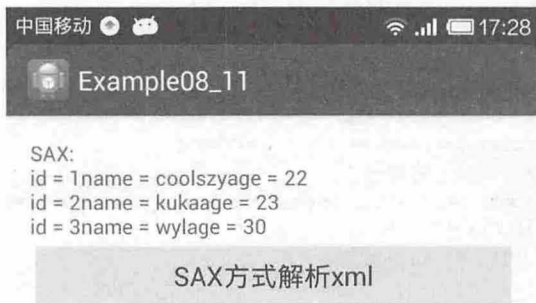 中国移动 17:28
Example08_11
SAX:
id = 1name = coolszyage = 22
id = 2name = kukaage = 23
id = 3name = wylage = 30
SAX方式解析xml